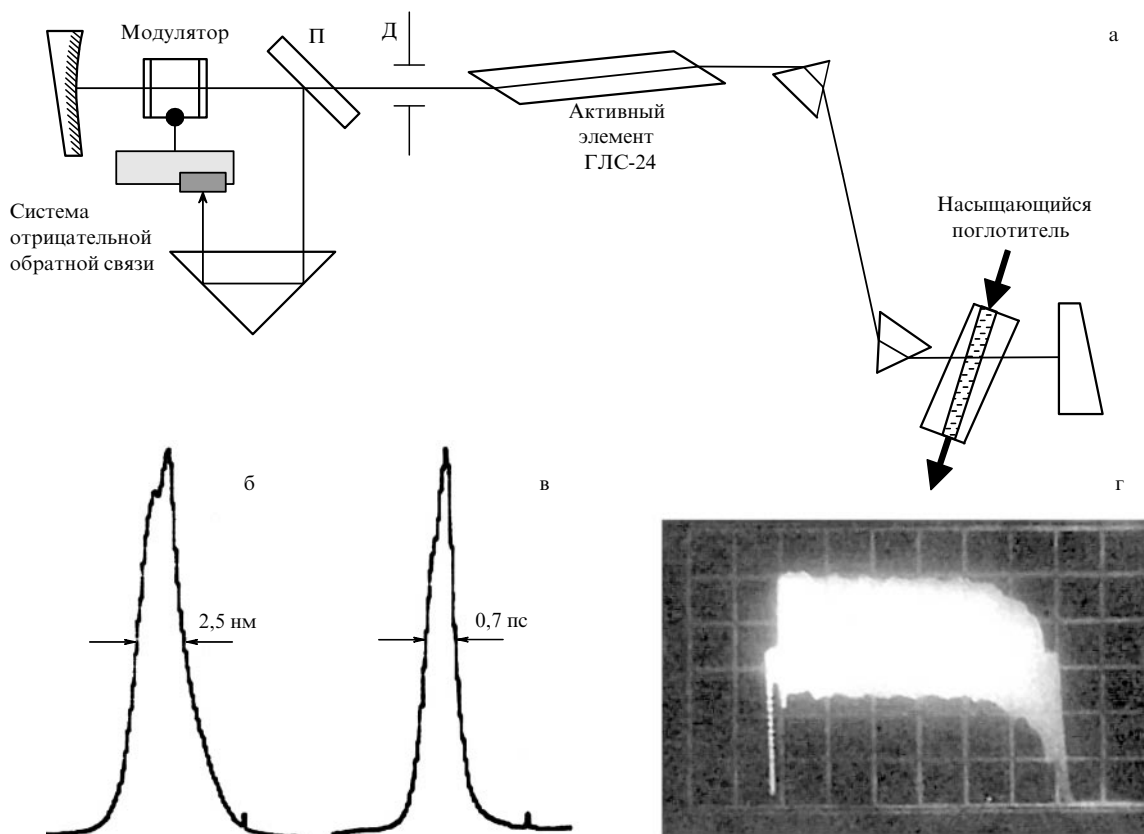 Модулятор
П
Д
а
Активный
элемент
ГЛС-24
Система
отрицательной
обратной связи
Насыщающийся
поглотитель
б
в
г
2,5 нм
0,7 пс